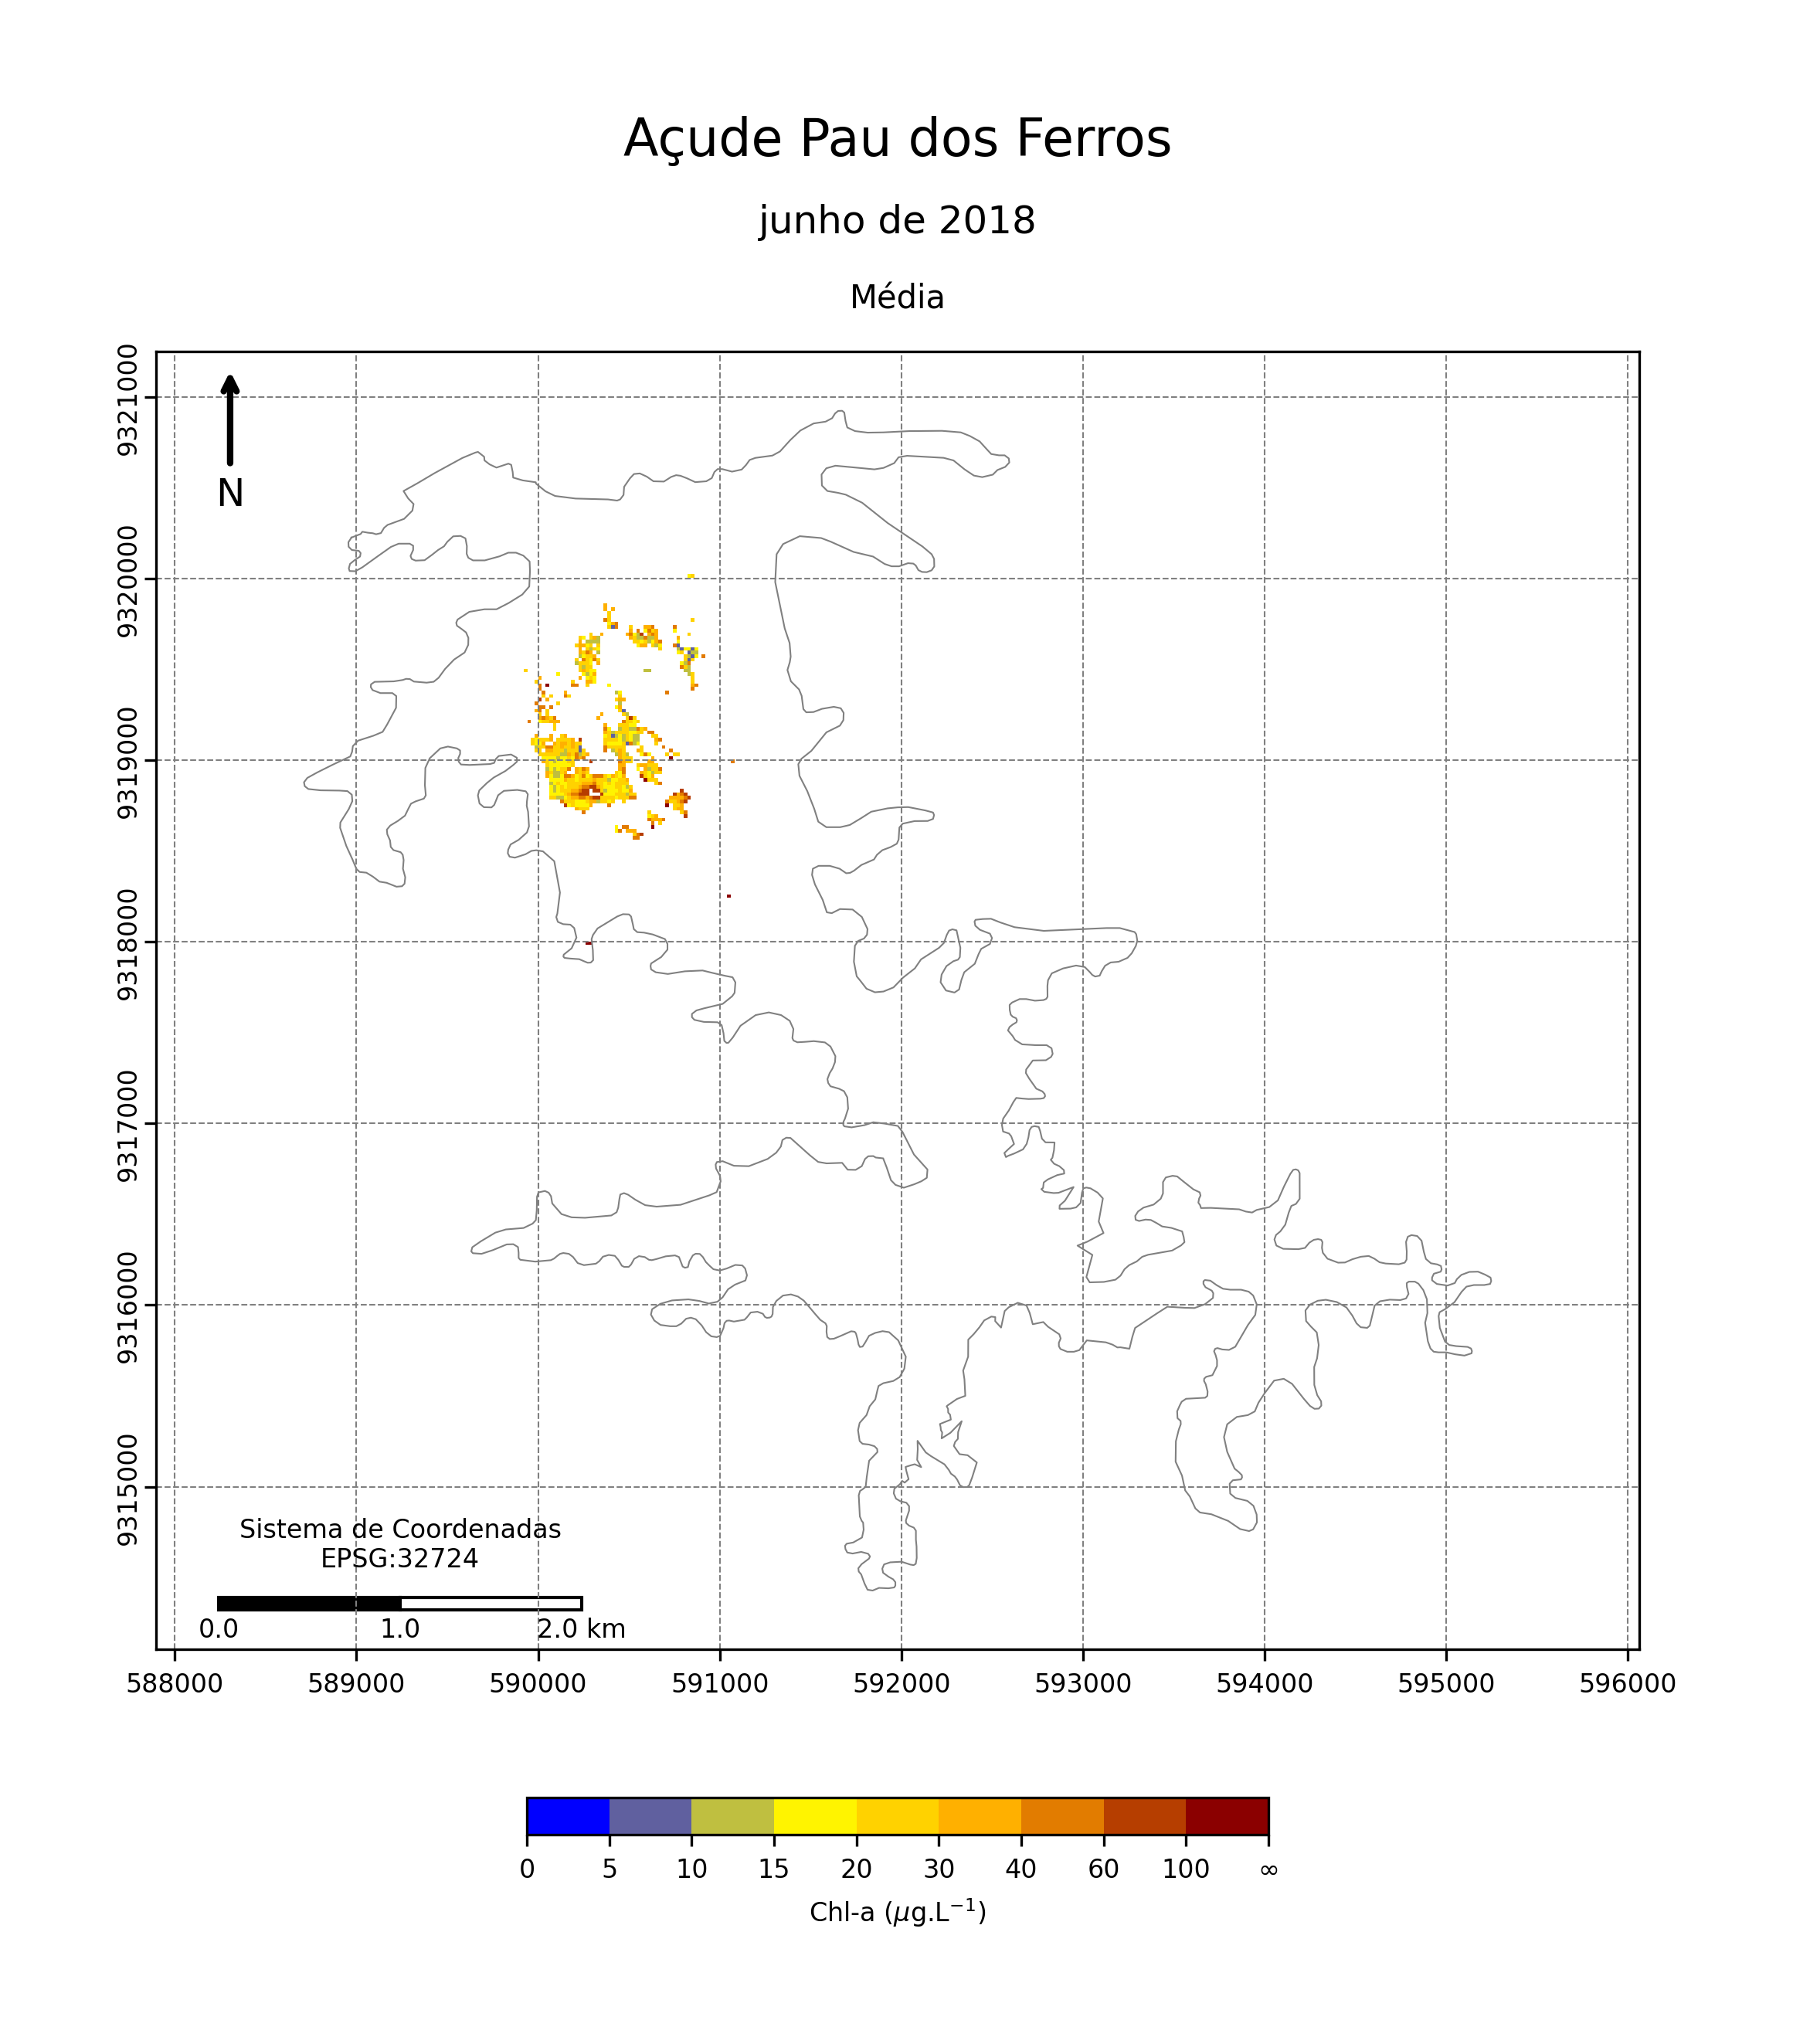 Açude Pau dos Ferros
junho de 2018
Média
9321000
9320000
9319000
9318000
9317000
9316000
9315000
N
Sistema de Coordenadas
EPSG:32724
0.0 1.0 2.0 km
588000 589000 590000 591000 592000 593000 594000 595000 596000
0 5 10 15 20 30 40 60 100 ∞
Chl-a (μg.L⁻¹)